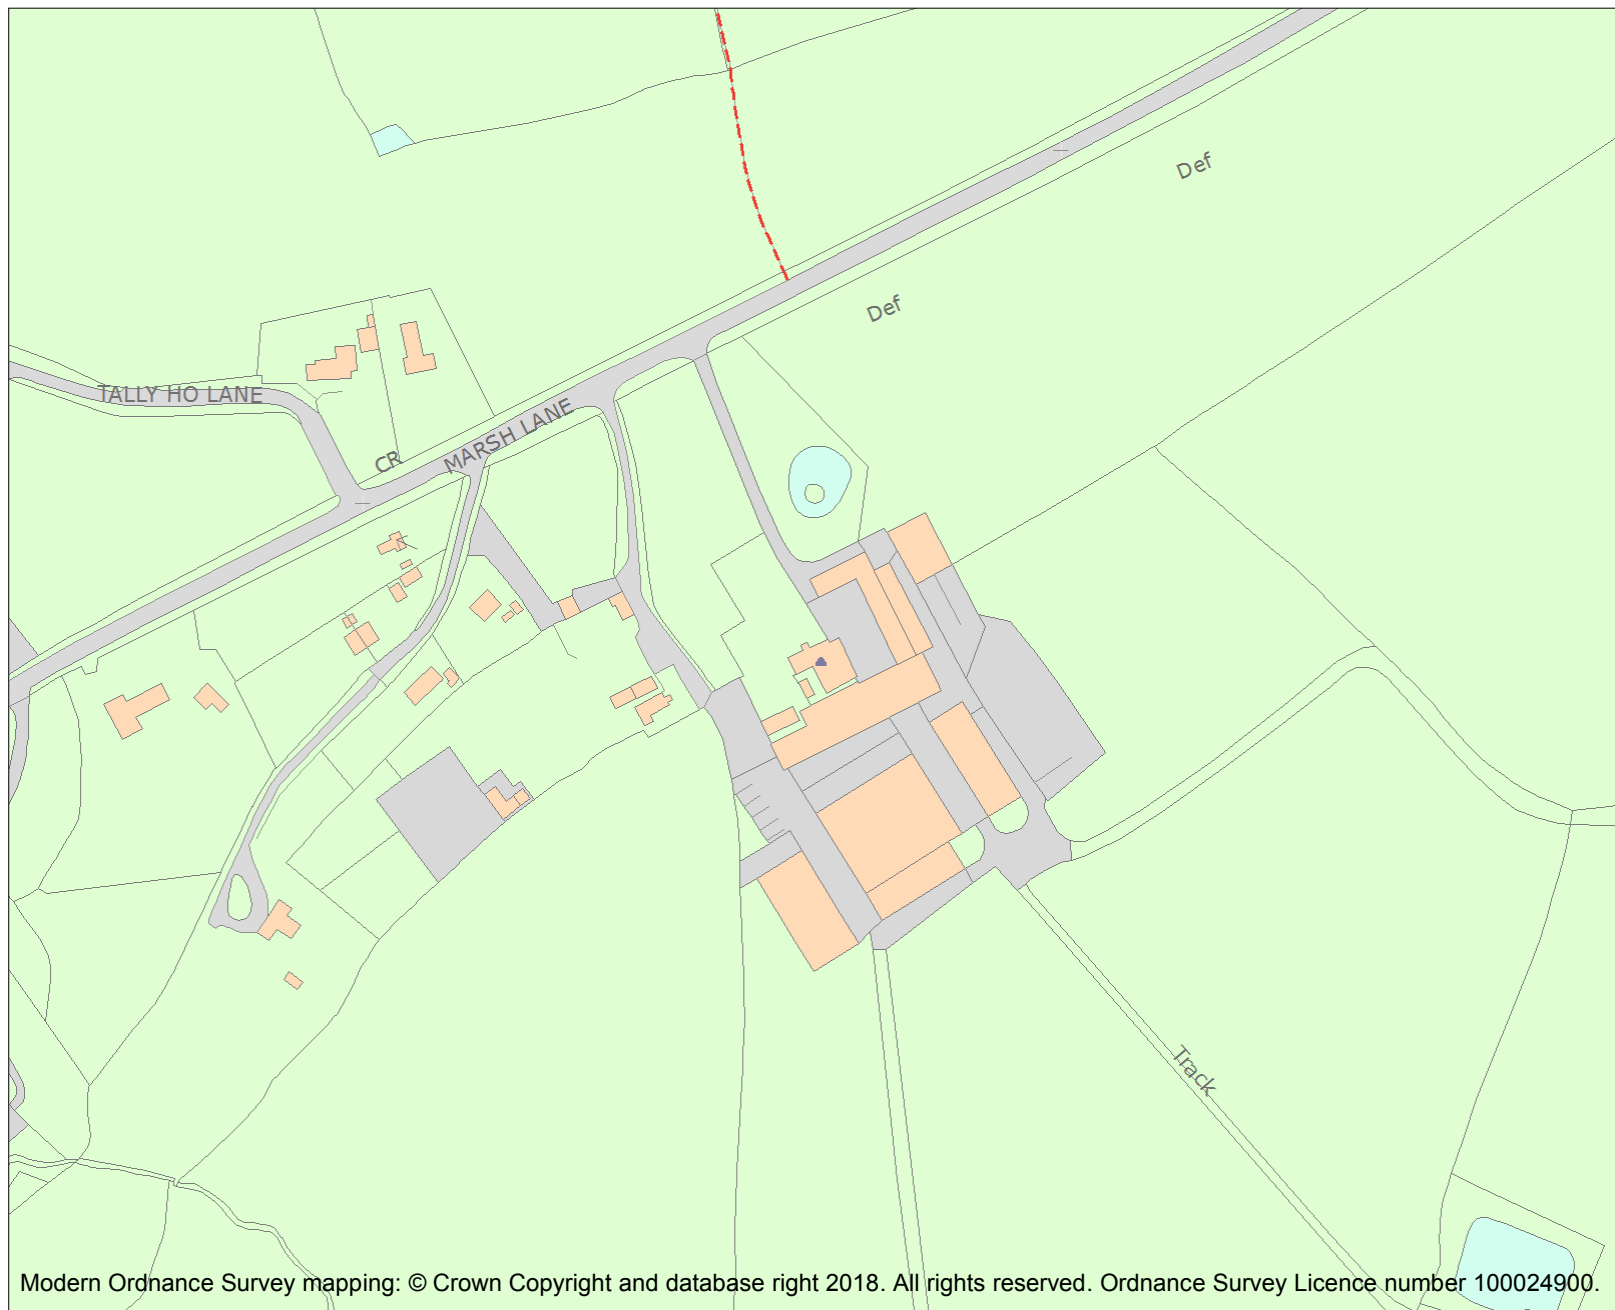 Def
Def
TALLY HO LANE
MARSH LANE
CR
Track
Modern Ordnance Survey mapping: © Crown Copyright and database right 2018. All rights reserved. Ordnance Survey Licence number 100024900.